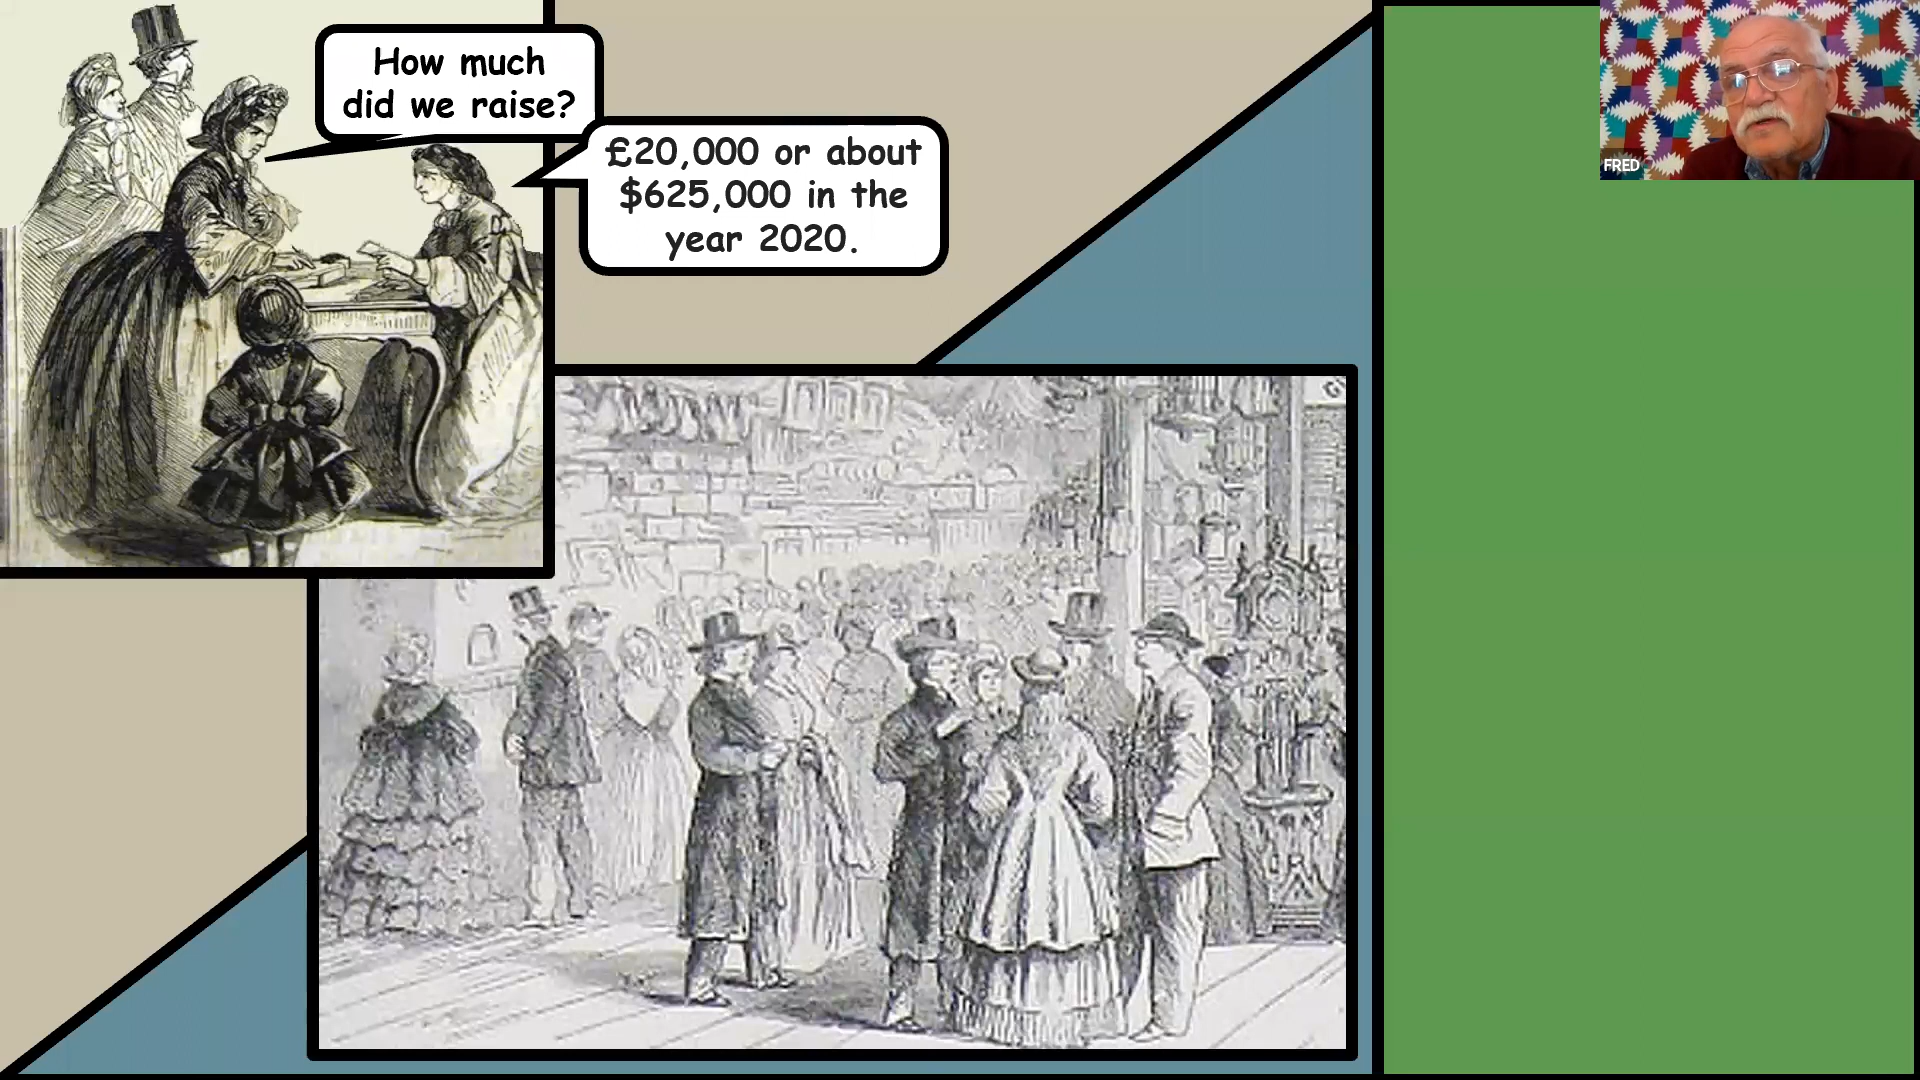 How much
did we raise?
£20,000 or about
$625,000 in the
year 2020.
FRED